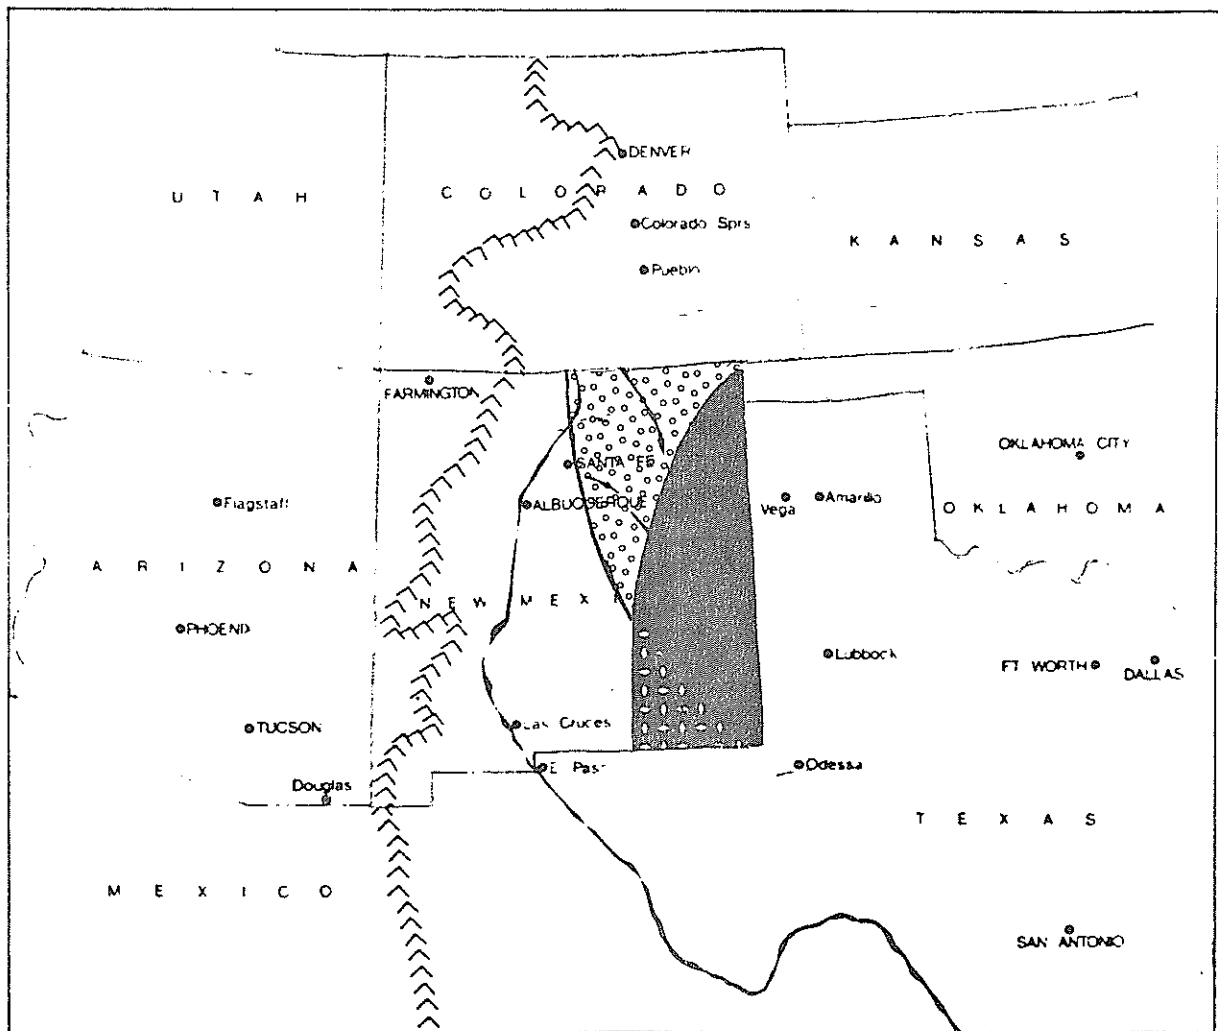 DENVER
U T A H
C O L O R A D O
Colorado Sprs
K A N S A S
Pueblo
FARMINGTON
OKLAHOMA CITY
SANTA FE
Flagstaff
ALBUQUERQUE
Vega
Amarillo
O K L A H O M A
A R I Z O N A
N E W M E X I
PHOENIX
Lubbock
FT WORTH
DALLAS
TUCSON
Las Cruces
El Paso
Odessa
Douglas
T E X A S
M E X I C O
SAN ANTONIO